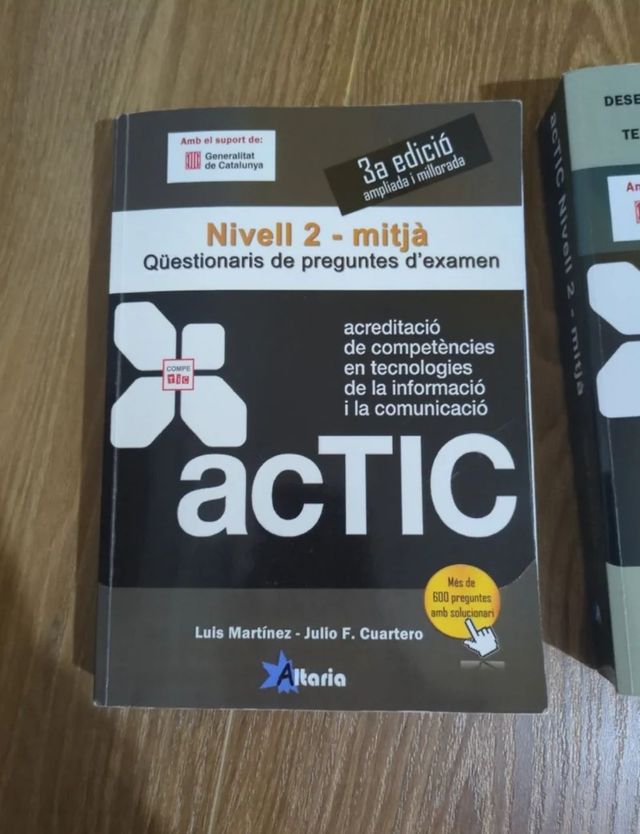 Amb el suport de:
Generalitat
de Catalunya
3a edició
ampliada i millorada
Nivell 2 - mitjà
Qüestionaris de preguntes d'examen
COMPE
TIC
acreditació
de competències
en tecnologies
de la informació
i la comunicació
acTIC
Més de
600 preguntes
amb solucionari
Luis Martínez - Julio F. Cuartero
Altaria
acTIC Nivell 2 - mitjà